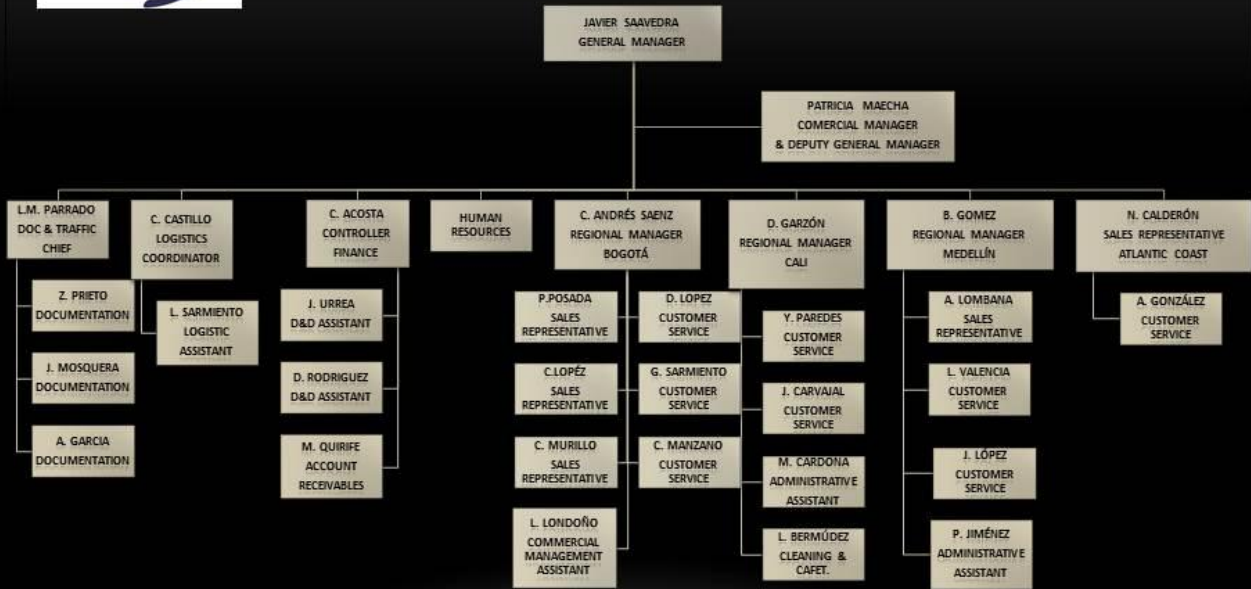 JAVIER SAAVEDRA
GENERAL MANAGER
PATRICIA MAECHA
COMERCIAL MANAGER
& DEPUTY GENERAL MANAGER
L.M. PARRADO
DOC & TRAFFIC
CHIEF
C. CASTILLO
LOGISTICS
COORDINATOR
C. ACOSTA
CONTROLLER
FINANCE
HUMAN
RESOURCES
C. ANDRÉS SAENZ
REGIONAL MANAGER
BOGOTÁ
D. GARZÓN
REGIONAL MANAGER
CALI
B. GOMEZ
REGIONAL MANAGER
MEDELLÍN
N. CALDERÓN
SALES REPRESENTATIVE
ATLANTIC COAST
Z. PRIETO
DOCUMENTATION
J. MOSQUERA
DOCUMENTATION
A. GARCIA
DOCUMENTATION
L. SARMIENTO
LOGISTIC
ASSISTANT
J. URREA
D&D ASSISTANT
D. RODRIGUEZ
D&D ASSISTANT
M. QUIRIFE
ACCOUNT
RECEIVABLES
P.POSADA
SALES
REPRESENTATIVE
C.LOPÉZ
SALES
REPRESENTATIVE
C. MURILLO
SALES
REPRESENTATIVE
L. LONDOÑO
COMMERCIAL
MANAGEMENT
ASSISTANT
D. LOPEZ
CUSTOMER
SERVICE
G. SARMIENTO
CUSTOMER
SERVICE
C. MANZANO
CUSTOMER
SERVICE
Y. PAREDES
CUSTOMER
SERVICE
J. CARVAJAL
CUSTOMER
SERVICE
M. CARDONA
ADMINISTRATIVE
ASSISTANT
L. BERMÚDEZ
CLEANING &
CAFET.
A. LOMBANA
SALES
REPRESENTATIVE
L. VALENCIA
CUSTOMER
SERVICE
J. LÓPEZ
CUSTOMER
SERVICE
P. JIMÉNEZ
ADMINISTRATIVE
ASSISTANT
A. GONZÁLEZ
CUSTOMER
SERVICE